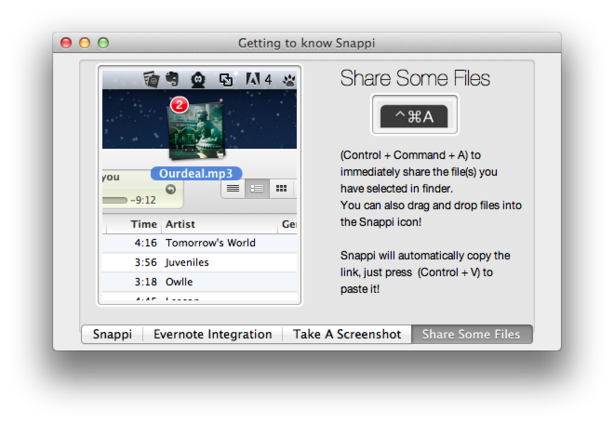 Getting to know Snappi
4
2
Ourdeal.mp3
you
-9:12
Time Artist
4:16 Tomorrow's World
3:56 Juveniles
3:18 Owlle
Share Some Files
⌃⌘A
(Control + Command + A) to
immediately share the file(s) you
have selected in finder.
You can also drag and drop files into
the Snappi icon!
Snappi will automatically copy the
link, just press (Control + V) to
paste it!
Snappi Evernote Integration Take A Screenshot Share Some Files